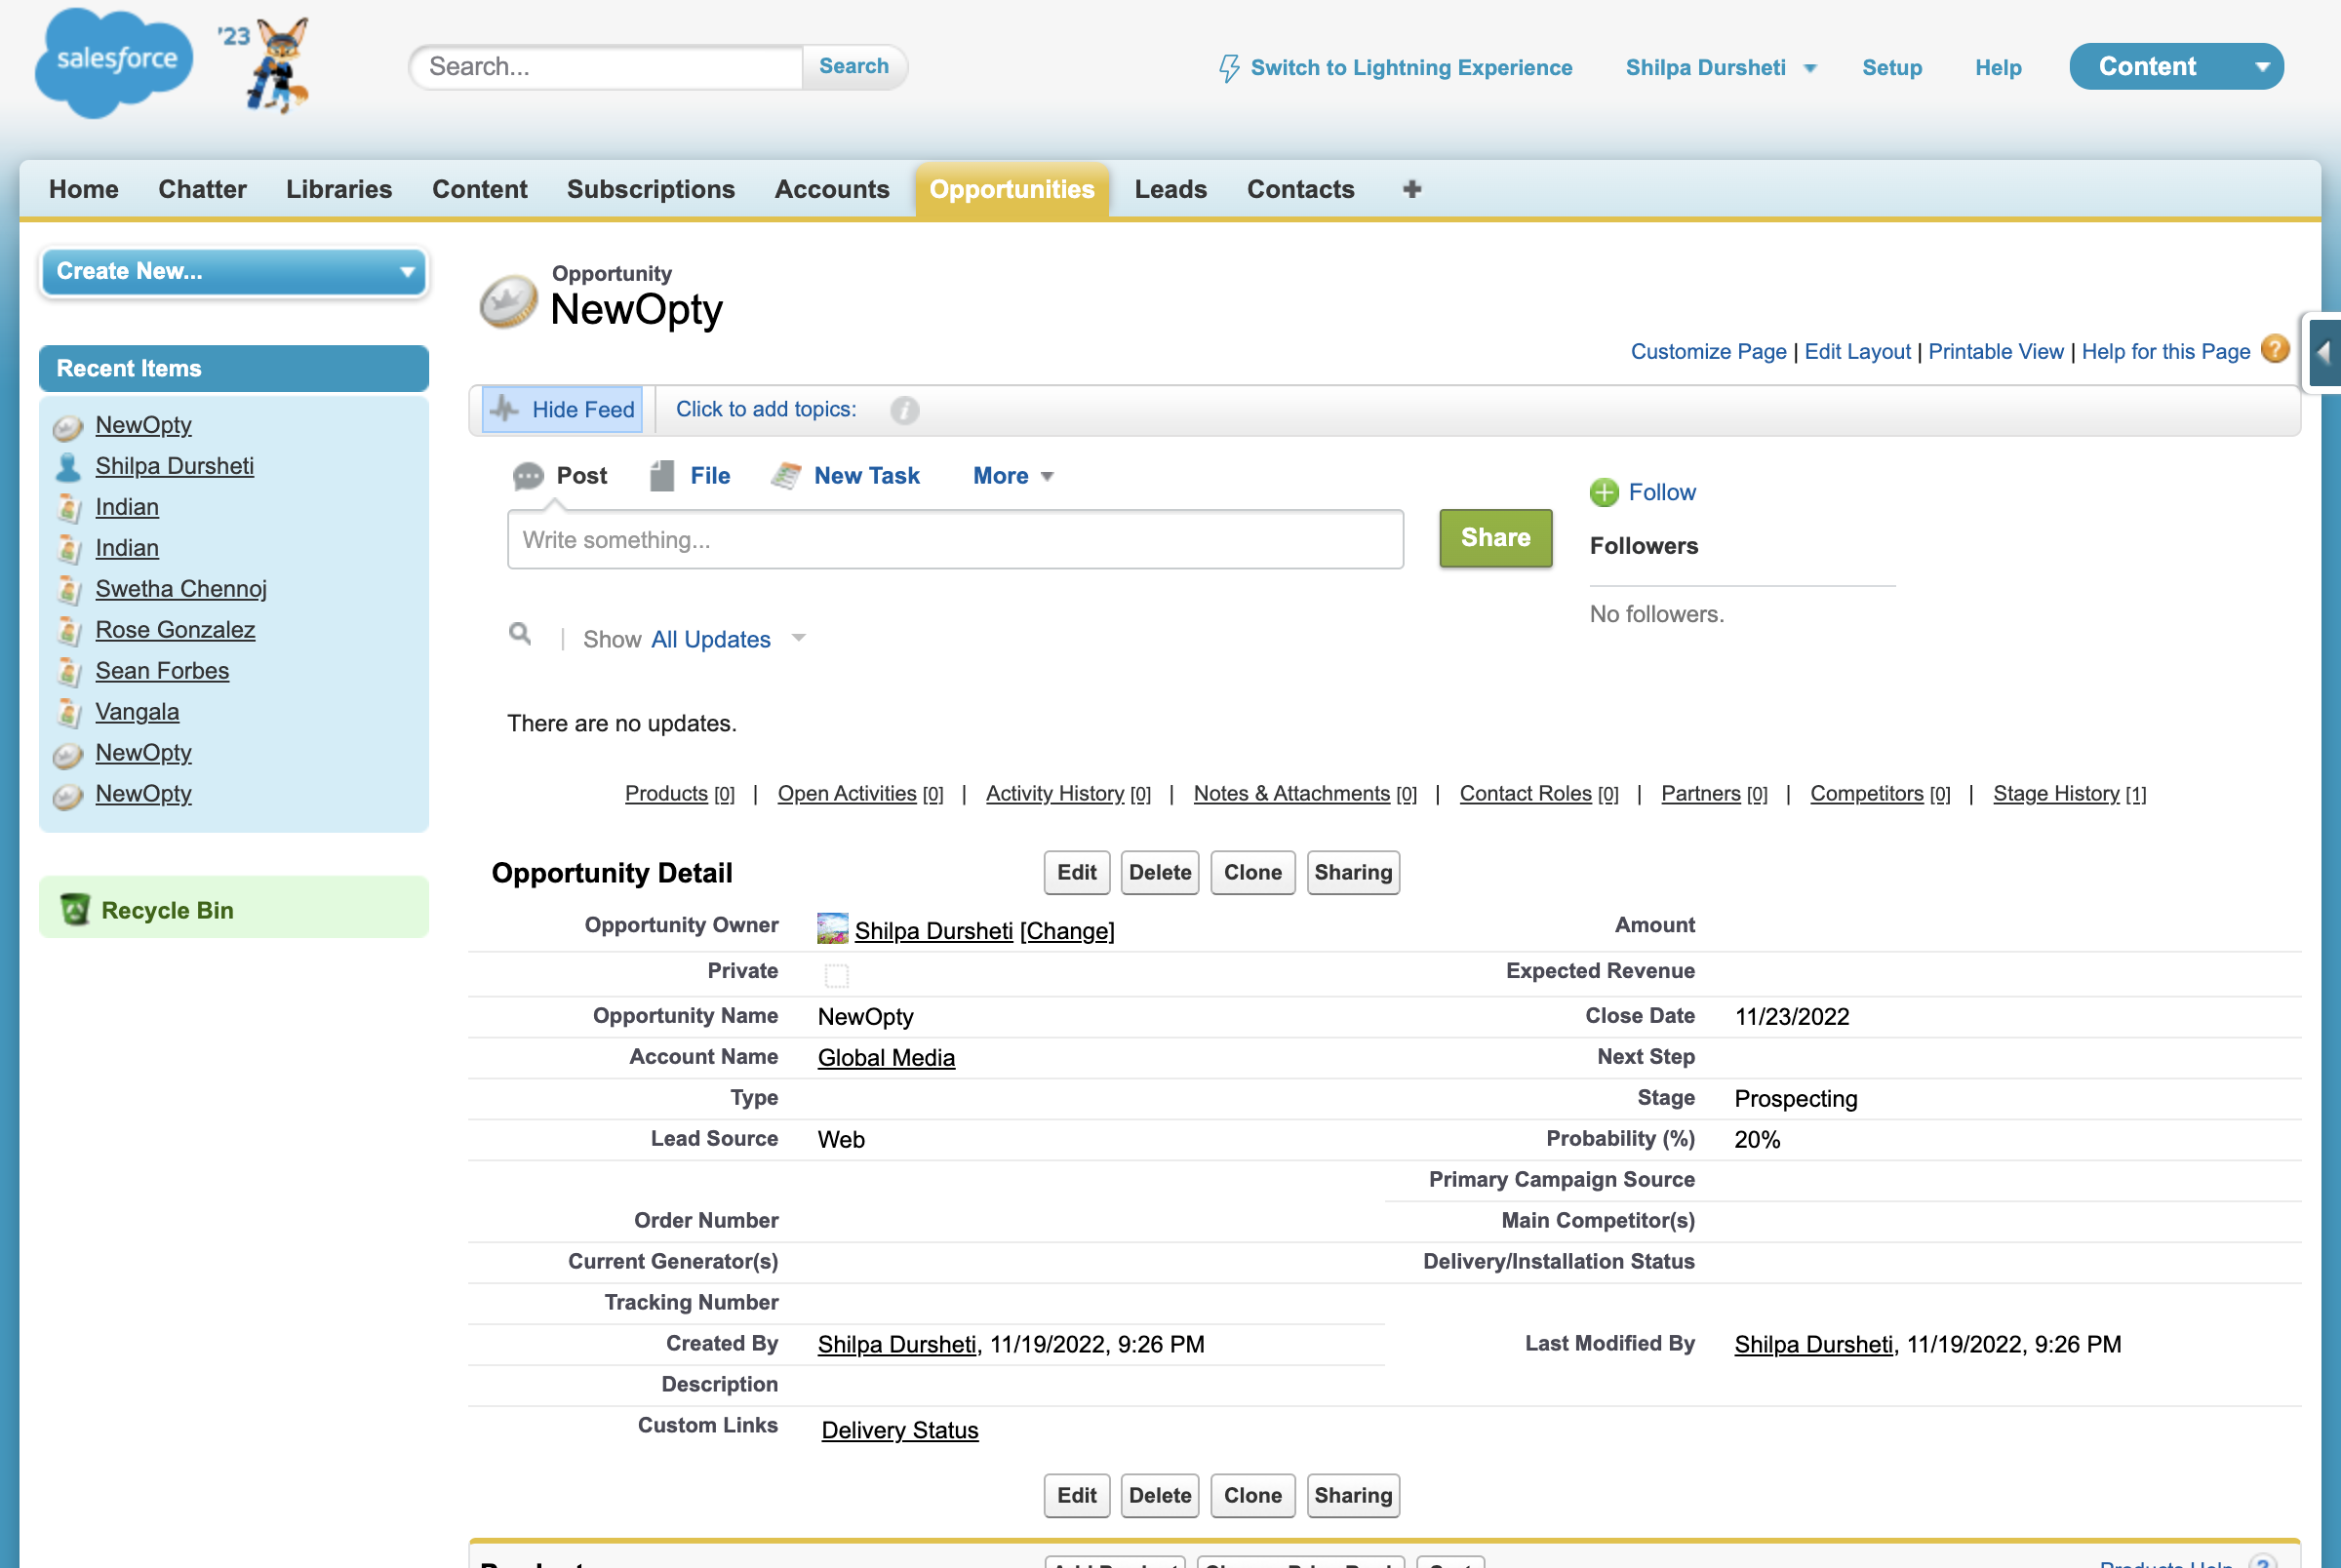 salesforce
'23
Search...
Search
Switch to Lightning Experience
Shilpa Dursheti
Setup
Help
Content
Home Chatter Libraries Content Subscriptions Accounts Opportunities Leads Contacts +
Create New...
Recent Items
NewOpty
Shilpa Dursheti
Indian
Indian
Swetha Chennoj
Rose Gonzalez
Sean Forbes
Vangala
NewOpty
NewOpty
Recycle Bin
Opportunity
NewOpty
Customize Page | Edit Layout | Printable View | Help for this Page ?
Hide Feed
Click to add topics: i
Post File New Task More
Write something...
Share
Follow
Followers
No followers.
| Show All Updates
There are no updates.
Products [0] | Open Activities [0] | Activity History [0] | Notes & Attachments [0] | Contact Roles [0] | Partners [0] | Competitors [0] | Stage History [1]
Opportunity Detail
Edit Delete Clone Sharing
Opportunity Owner Shilpa Dursheti [Change] Amount
Private Expected Revenue
Opportunity Name NewOpty Close Date 11/23/2022
Account Name Global Media Next Step
Type Stage Prospecting
Lead Source Web Probability (%) 20%
Primary Campaign Source
Order Number Main Competitor(s)
Current Generator(s) Delivery/Installation Status
Tracking Number
Created By Shilpa Dursheti, 11/19/2022, 9:26 PM Last Modified By Shilpa Dursheti, 11/19/2022, 9:26 PM
Description
Custom Links Delivery Status
Edit Delete Clone Sharing
Products Help ?